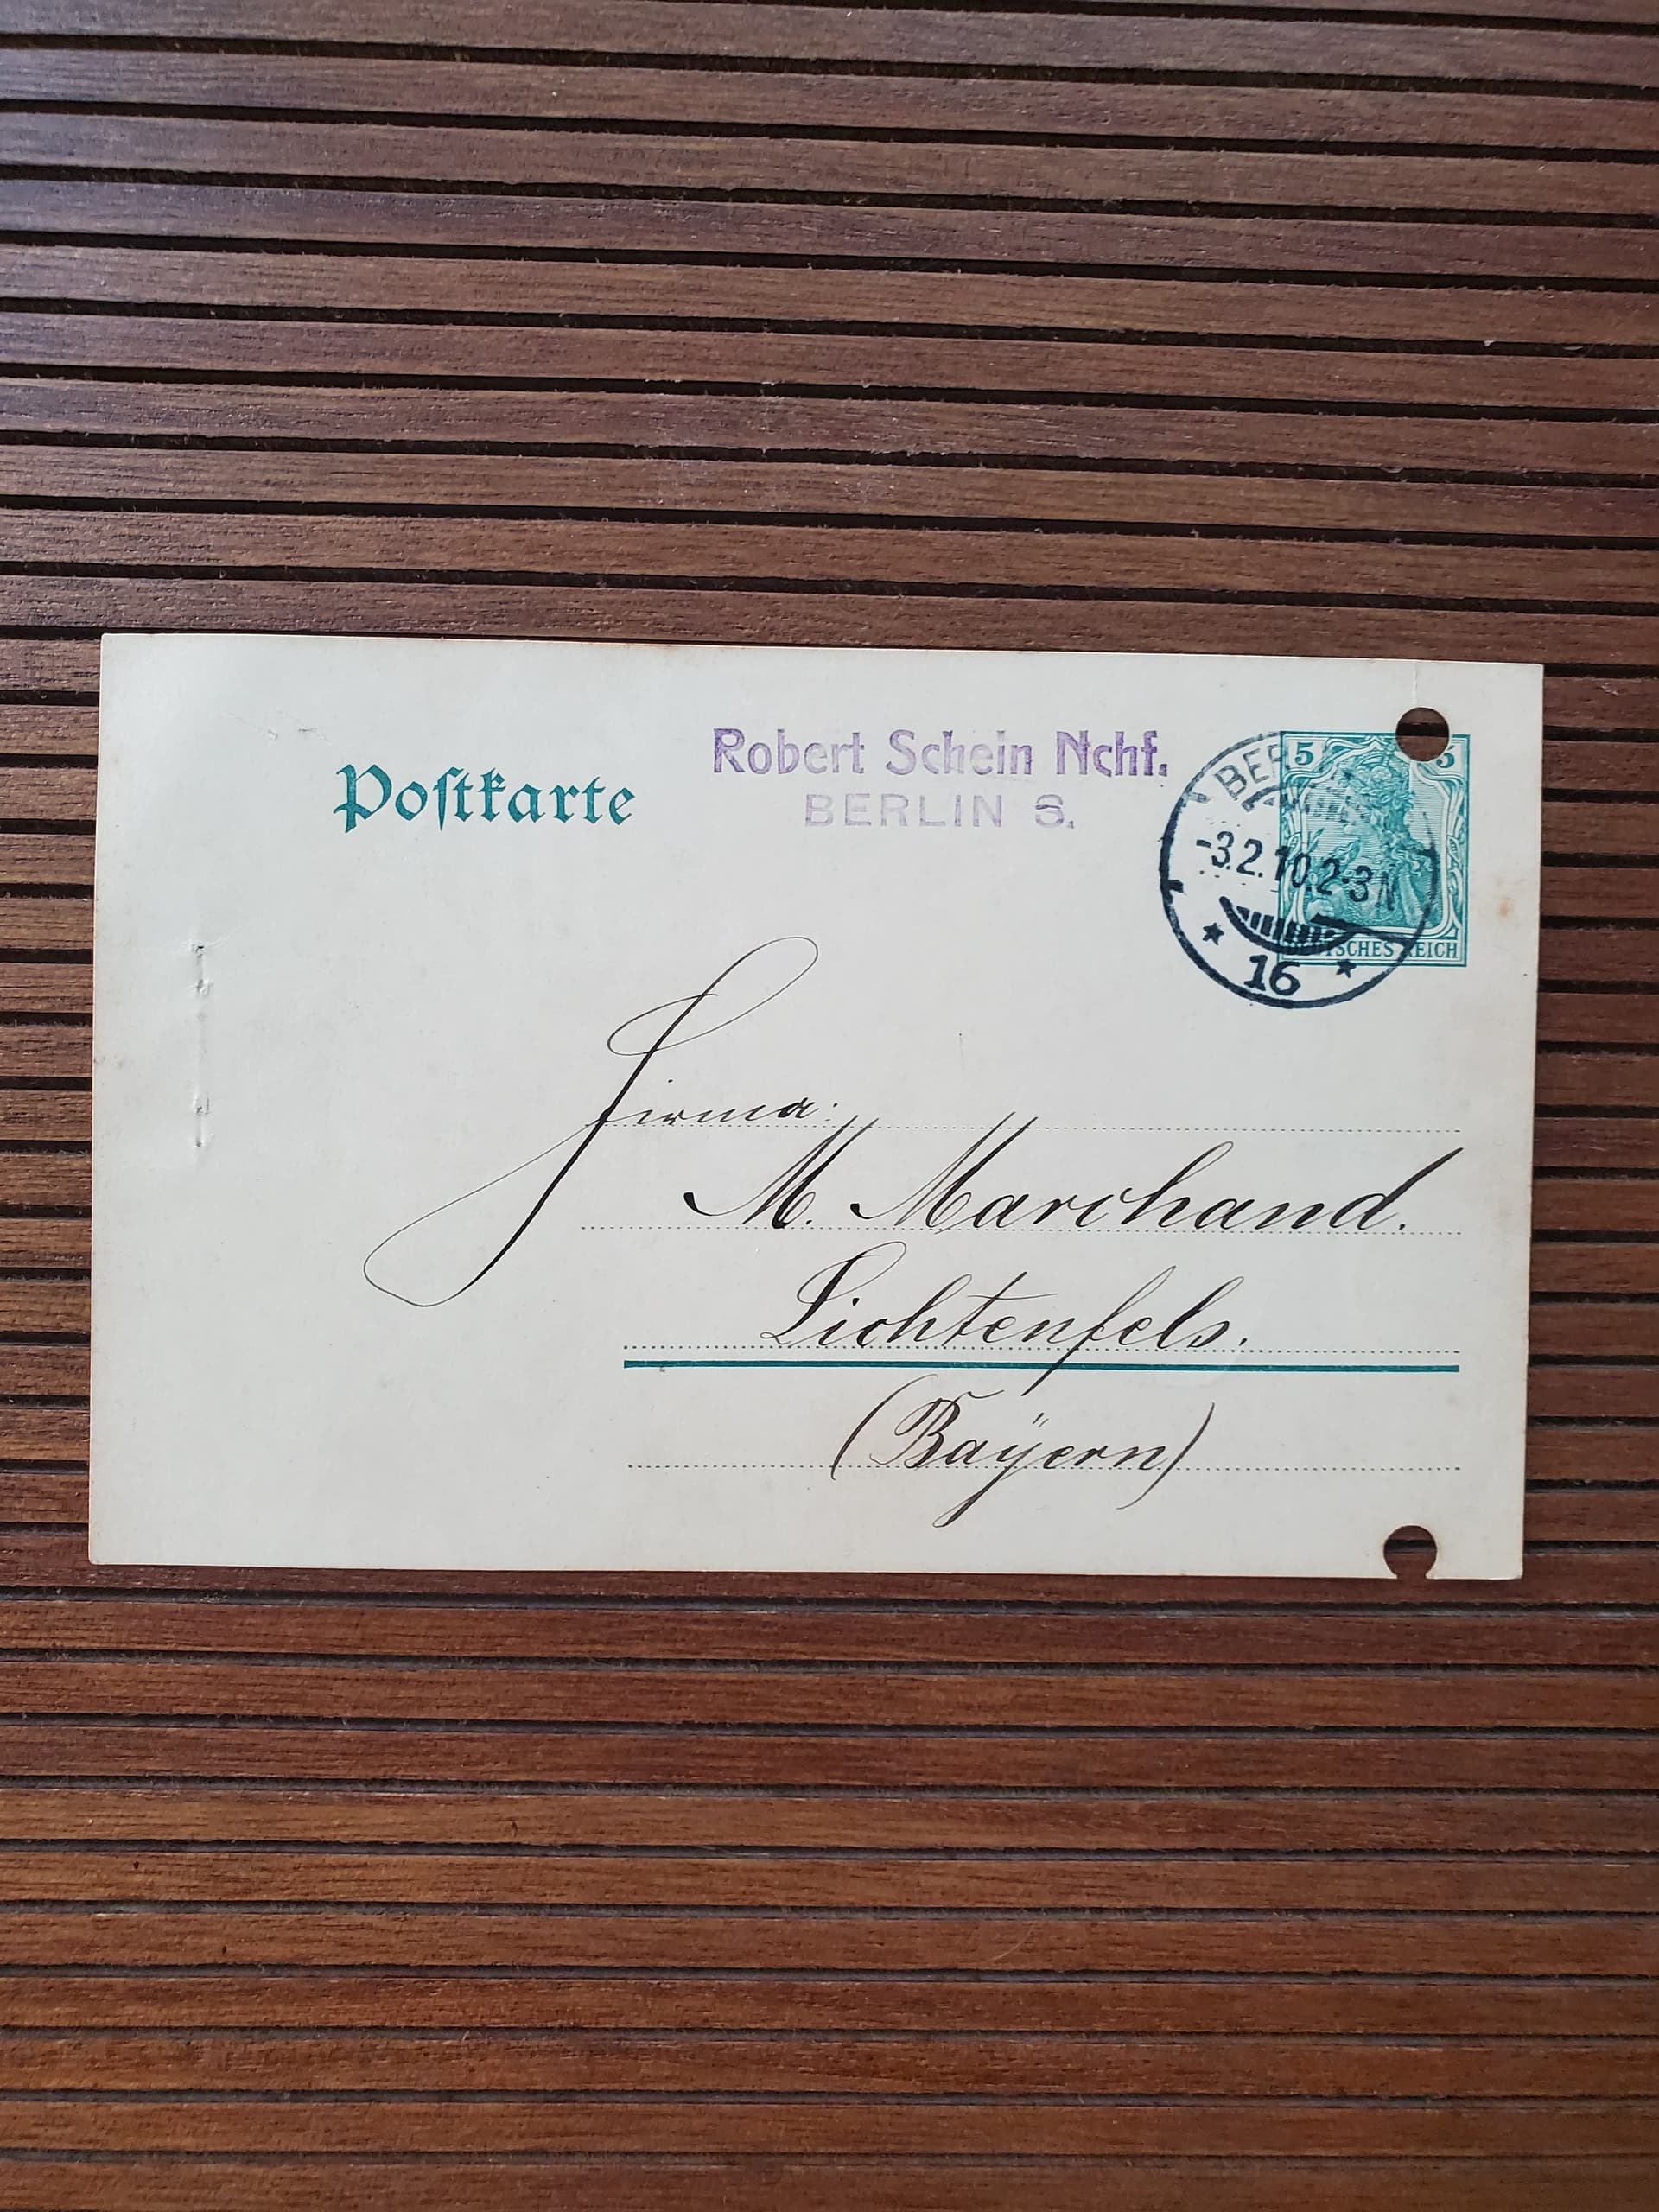 Postkarte
Robert Schein Nchf.
BERLIN S.
BER
-3.2.10.2-3N
* 16 *
5 5
DEUTSCHES REICH
Firma:
M. Marchand.
Lichtenfels.
(Bayern)